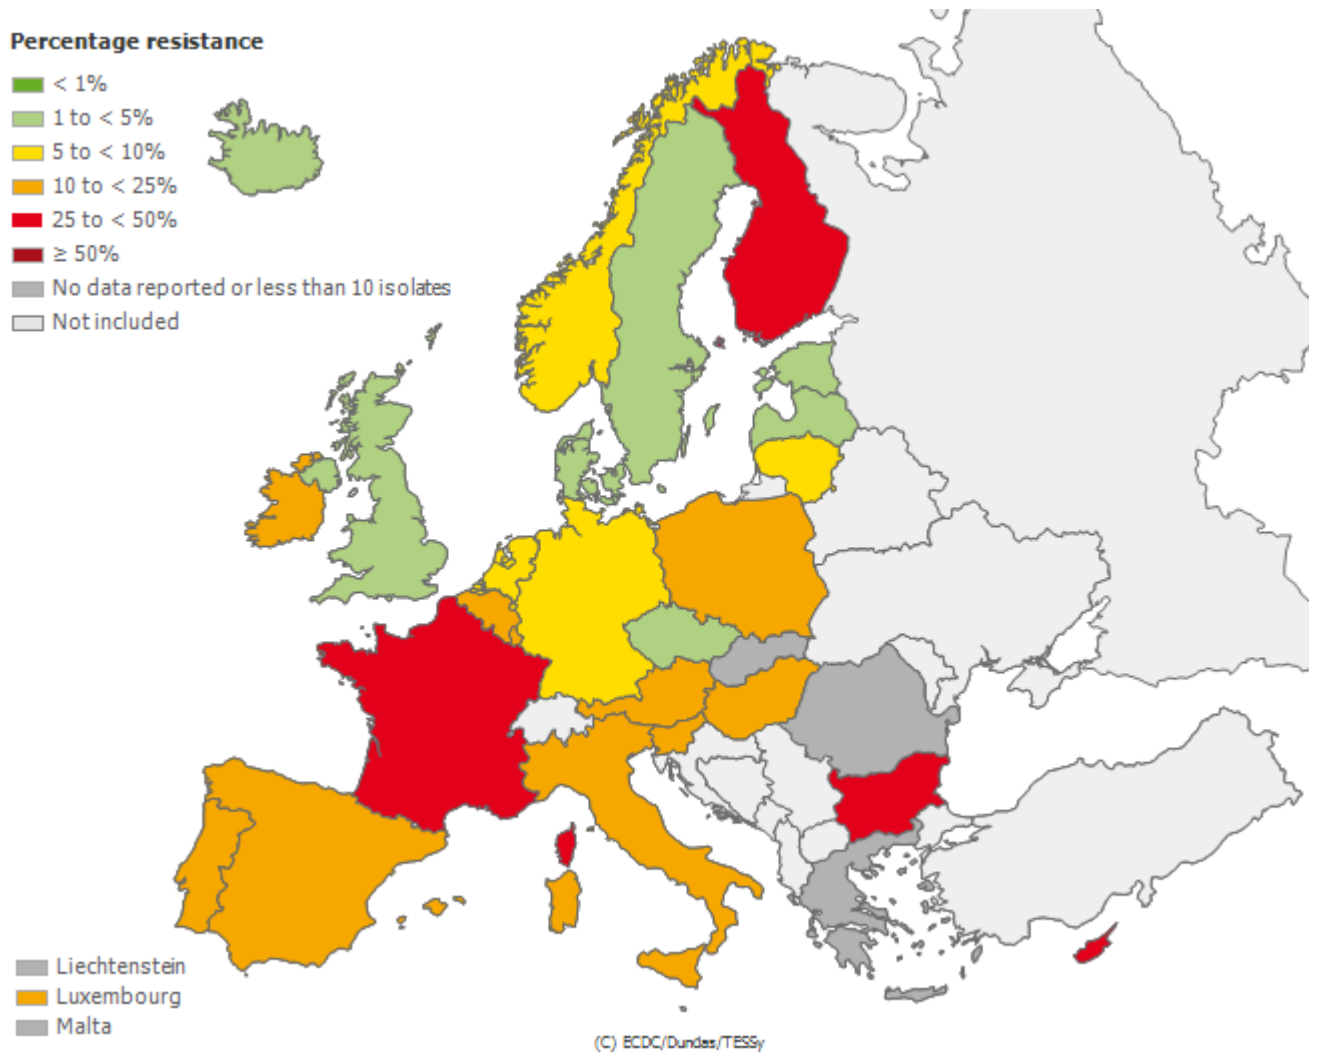 Percentage resistance
< 1%
1 to < 5%
5 to < 10%
10 to < 25%
25 to < 50%
≥ 50%
No data reported or less than 10 isolates
Not included
Liechtenstein
Luxembourg
Malta
(C) ECDC/Dundas/TESSy